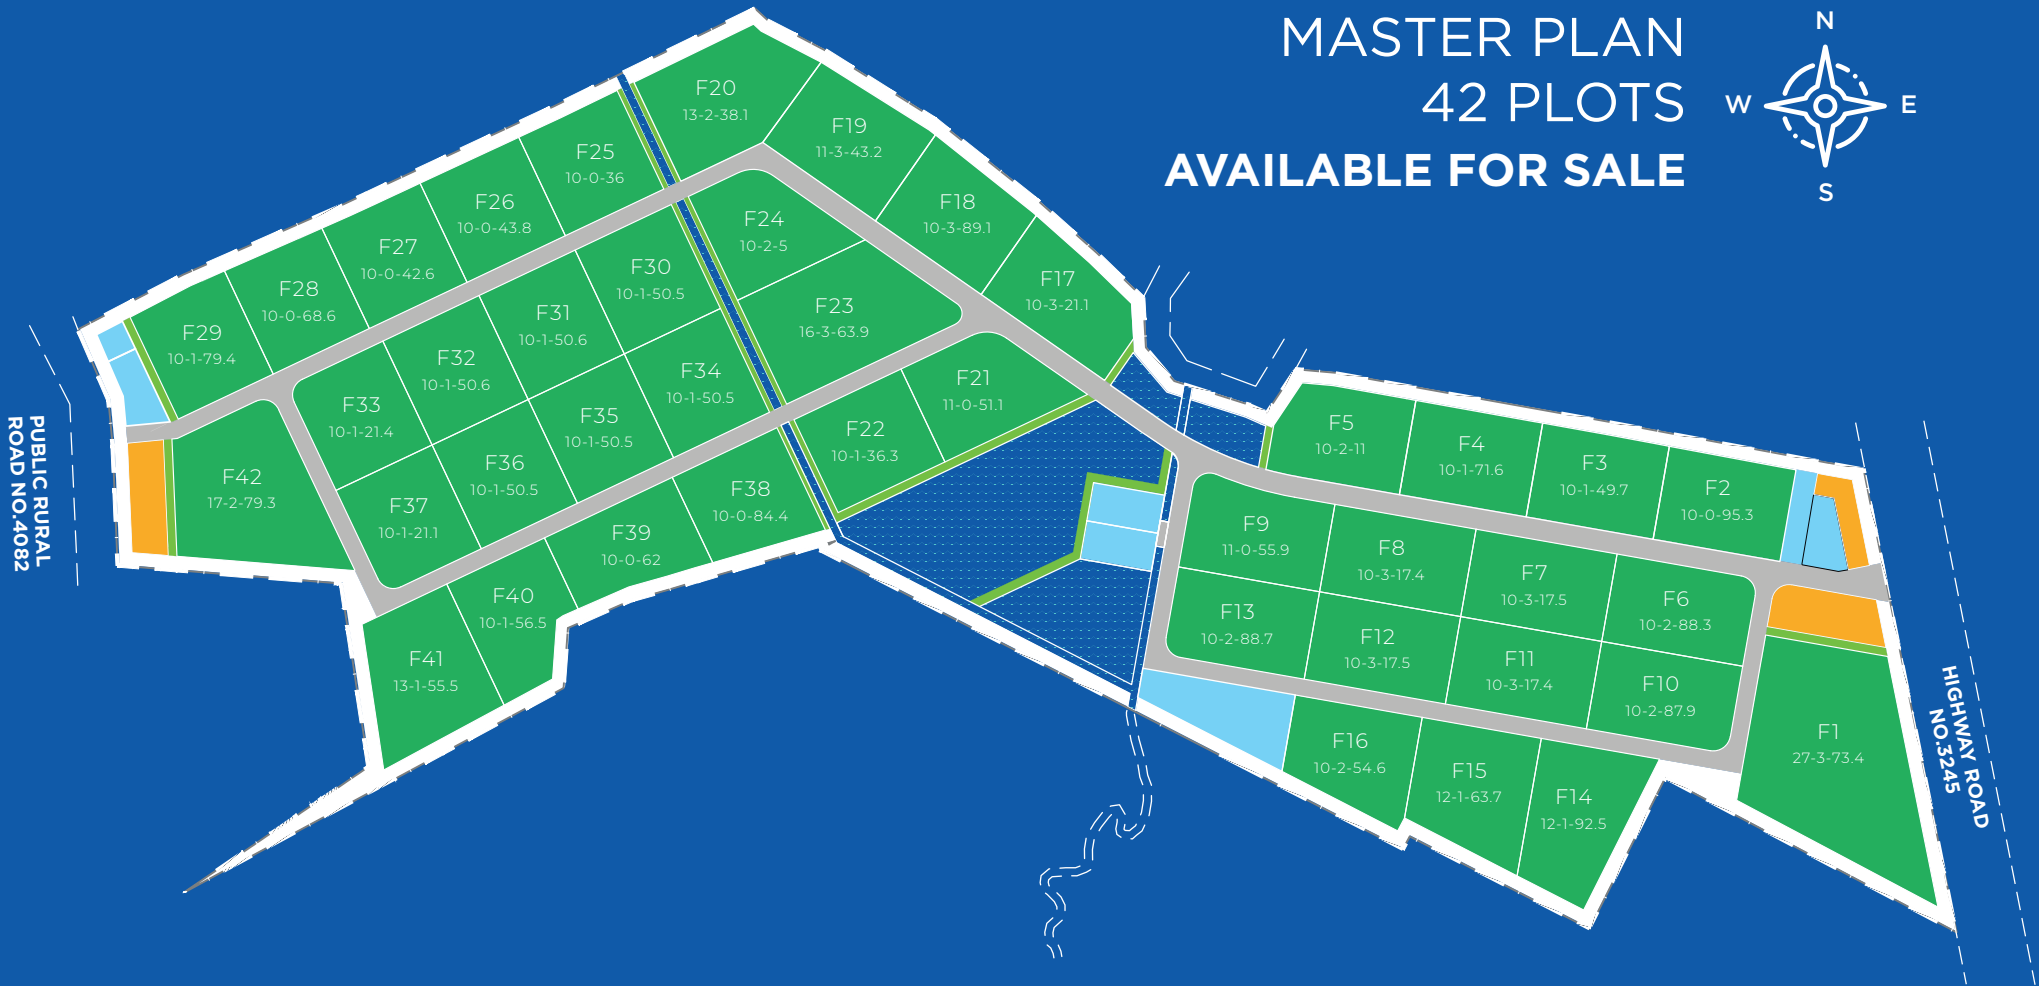 MASTER PLAN
42 PLOTS
AVAILABLE FOR SALE
N
W
E
S
F20
13-2-38.1
F19
11-3-43.2
F25
10-0-36
F26
10-0-43.8
F18
10-3-89.1
F24
10-2-5
F27
10-0-42.6
F30
10-1-50.5
F17
10-3-21.1
F28
10-0-68.6
F31
10-1-50.6
F23
16-3-63.9
F29
10-1-79.4
F32
10-1-50.6
F34
10-1-50.5
F21
11-0-51.1
F33
10-1-21.4
F35
10-1-50.5
F22
10-1-36.3
F36
10-1-50.5
F42
17-2-79.3
F37
10-1-21.1
F38
10-0-84.4
F39
10-0-62
F40
10-1-56.5
F41
13-1-55.5
PUBLIC RURAL
ROAD NO.4082
F5
10-2-11
F4
10-1-71.6
F3
10-1-49.7
F2
10-0-95.3
F9
11-0-55.9
F8
10-3-17.4
F7
10-3-17.5
F6
10-2-88.3
F13
10-2-88.7
F12
10-3-17.5
F11
10-3-17.4
F10
10-2-87.9
F1
27-3-73.4
F16
10-2-54.6
F15
12-1-63.7
F14
12-1-92.5
HIGHWAY ROAD
NO.3245